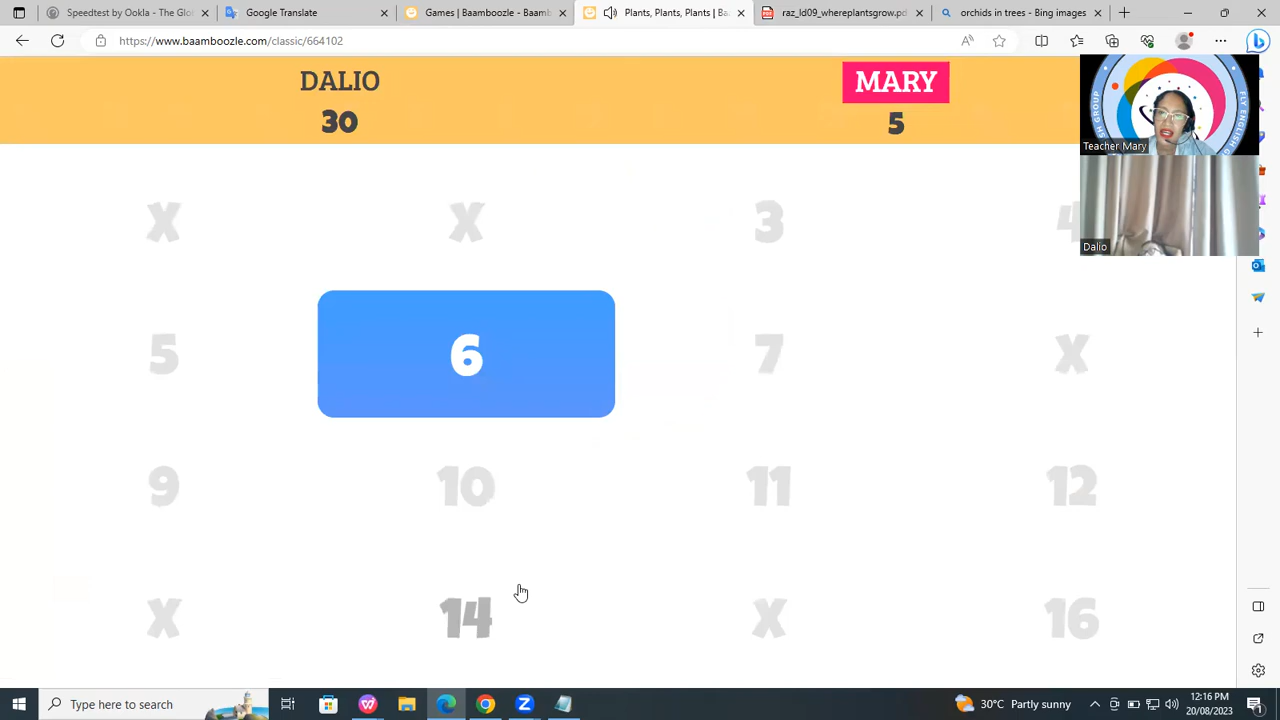 Speedtest by Ookla - The Glo
Google Translate
Games | Baamboozle - Baamb
Plants, Plants, Plants | Ba
raz_ld09_whereplantsgrow.pd
orchids in trees - Bing images
https://www.baamboozle.com/classic/664102
DALIO
MARY
30
5
Teacher Mary
Dalio
X X 3 4
5 6 7 X
9 10 11 12
X 14 X 16
Type here to search
30°C Partly sunny
12:16 PM
20/08/2023